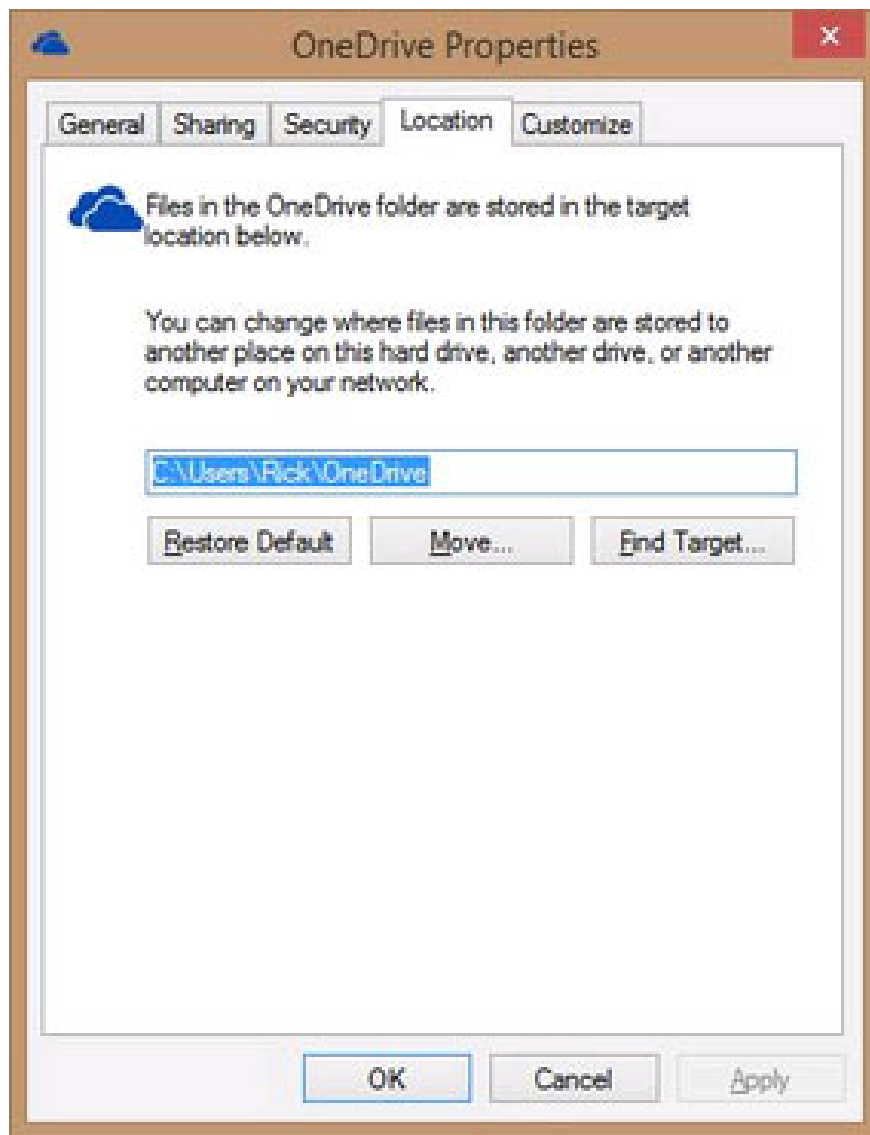 OneDrive Properties
x
General Sharing Security Location Customize
Files in the OneDrive folder are stored in the target
location below.
You can change where files in this folder are stored to
another place on this hard drive, another drive, or another
computer on your network.
C:\Users\Rick\OneDrive
Restore Default Move... Find Target...
OK Cancel Apply